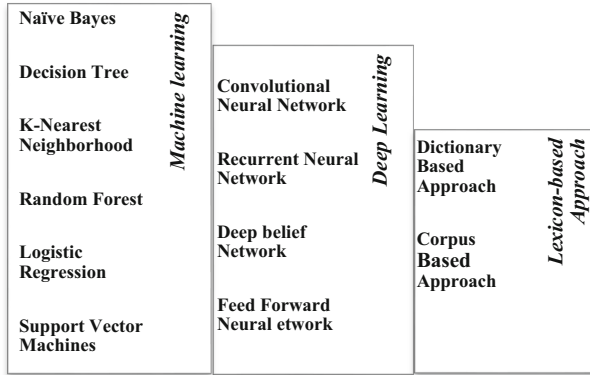 Naïve Bayes
Decision Tree
K-Nearest
Neighborhood
Random Forest
Logistic
Regression
Support Vector
Machines
Machine learning
Convolutional
Neural Network
Recurrent Neural
Network
Deep belief
Network
Feed Forward
Neural etwork
Deep Learning
Dictionary
Based
Approach
Corpus
Based
Approach
Lexicon-based
Approach